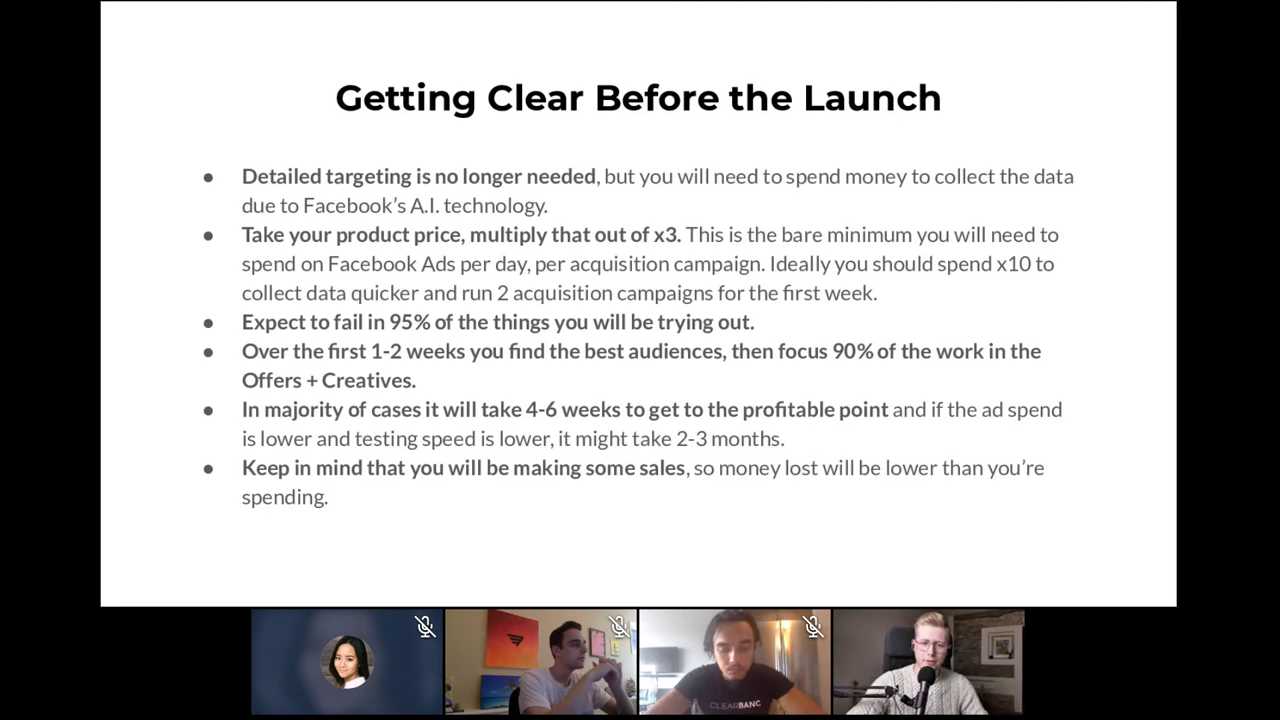 Getting Clear Before the Launch
● Detailed targeting is no longer needed, but you will need to spend money to collect the data
due to Facebook’s A.I. technology.
● Take your product price, multiply that out of x3. This is the bare minimum you will need to
spend on Facebook Ads per day, per acquisition campaign. Ideally you should spend x10 to
collect data quicker and run 2 acquisition campaigns for the first week.
● Expect to fail in 95% of the things you will be trying out.
● Over the first 1-2 weeks you find the best audiences, then focus 90% of the work in the
Offers + Creatives.
● In majority of cases it will take 4-6 weeks to get to the profitable point and if the ad spend
is lower and testing speed is lower, it might take 2-3 months.
● Keep in mind that you will be making some sales, so money lost will be lower than you’re
spending.
CLEARBANC